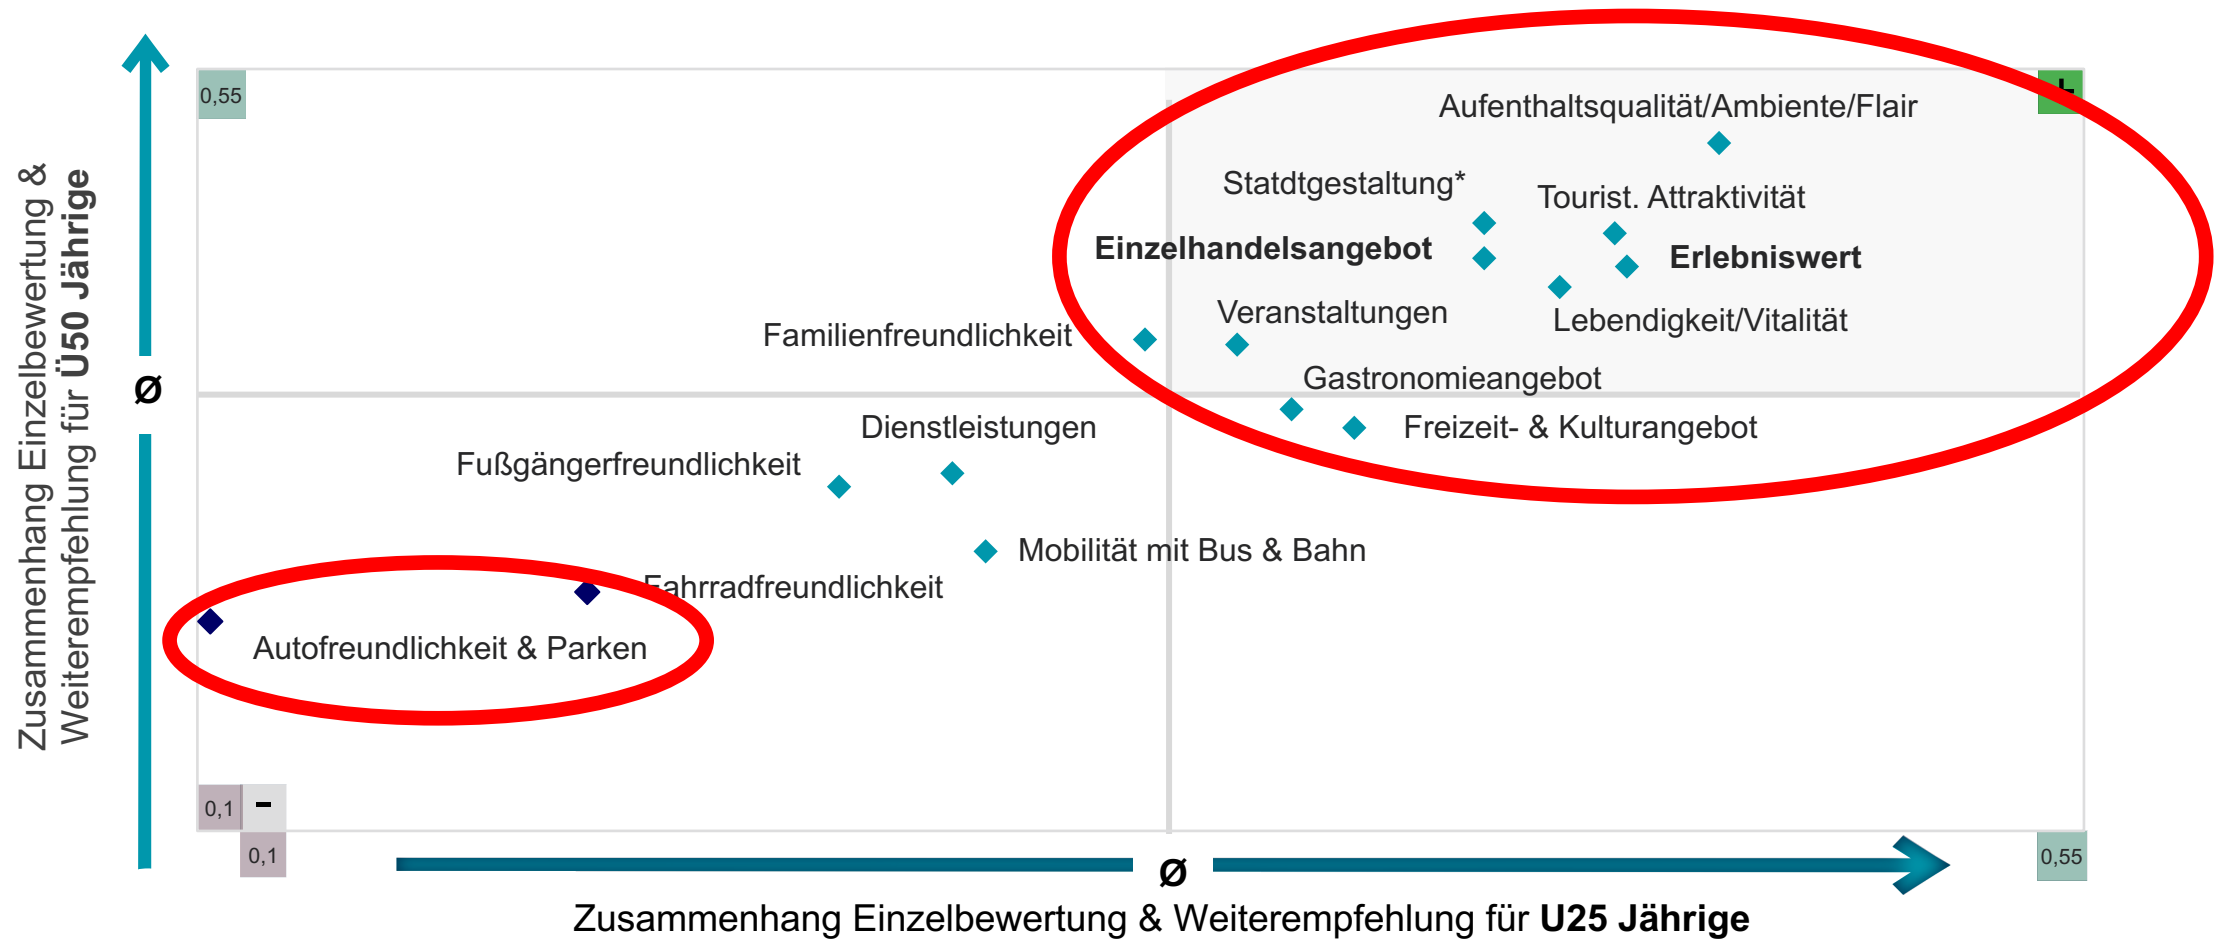 Zusammenhang Einzelbewertung &
Weiterempfehlung für Ü50 Jährige
Ø
0,55
+
Aufenthaltsqualität/Ambiente/Flair
Statdtgestaltung*
Tourist. Attraktivität
Einzelhandelsangebot
Erlebniswert
Veranstaltungen
Lebendigkeit/Vitalität
Familienfreundlichkeit
Gastronomieangebot
Dienstleistungen
Freizeit- & Kulturangebot
Fußgängerfreundlichkeit
Mobilität mit Bus & Bahn
Fahrradfreundlichkeit
Autofreundlichkeit & Parken
0,1
-
0,1
Ø
0,55
Zusammenhang Einzelbewertung & Weiterempfehlung für U25 Jährige